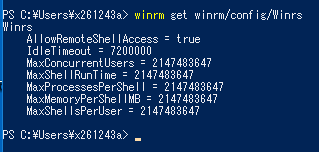 PS C:¥Users¥x261243a> winrm get winrm/config/Winrs
Winrs
AllowRemoteShellAccess = true
IdleTimeout = 7200000
MaxConcurrentUsers = 2147483647
MaxShellRunTime = 2147483647
MaxProcessesPerShell = 2147483647
MaxMemoryPerShellMB = 2147483647
MaxShellsPerUser = 2147483647
PS C:¥Users¥x261243a>